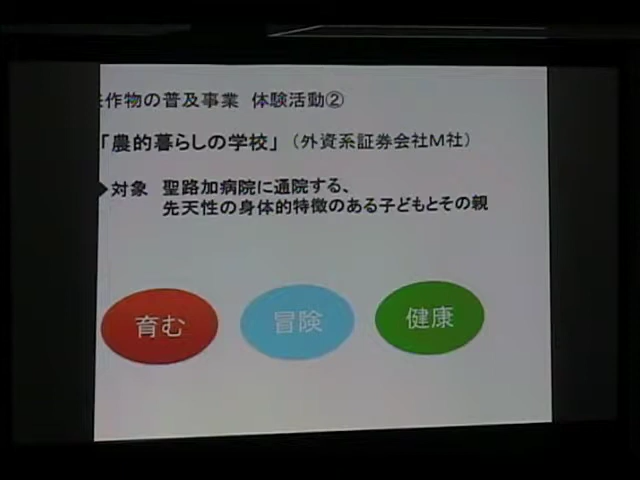 作物の普及事業 体験活動②
「農的暮らしの学校」（外資系証券会社M社）
対象 聖路加病院に通院する、
先天性の身体的特徴のある子どもとその親
育む 冒険 健康